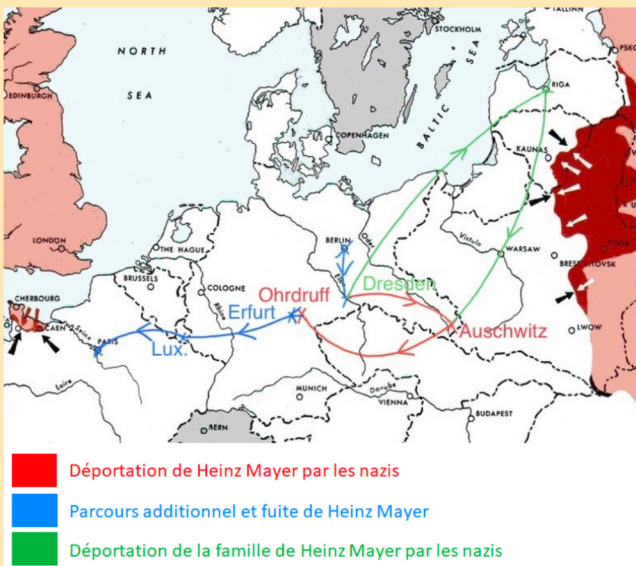 TALLINN
STOCKHOLM
NORTH
SEA
EDINBURGH
BALTIC SEA
RIGA
COPENHAGEN
KAUNAS
LONDON
THE HAGUE
BERLIN
Oder
Vistula
WARSAW
BREST LITOVSK
BRUSSELS
COLOGNE
Rhine
Elbe
Dresden
Ohrdruff
Erfurt
Auschwitz
CHERBOURG
CAEN
Seine
PARIS
Lux.
LWOW
Loire
MUNICH
Danube
VIENNA
BUDAPEST
BERN
Déportation de Heinz Mayer par les nazis
Parcours additionnel et fuite de Heinz Mayer
Déportation de la famille de Heinz Mayer par les nazis